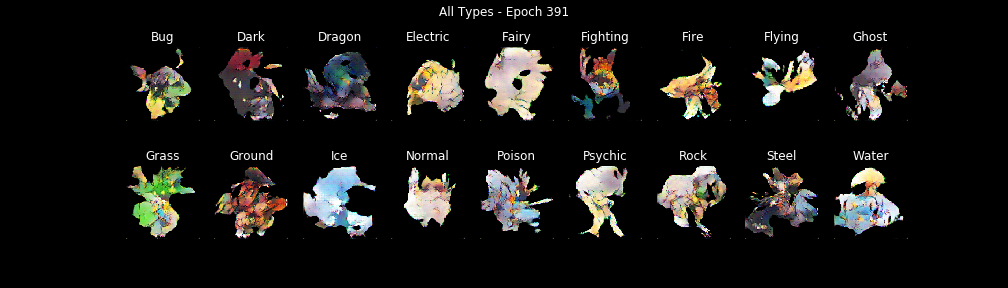 All Types - Epoch 391
Bug Dark Dragon Electric Fairy Fighting Fire Flying Ghost
Grass Ground Ice Normal Poison Psychic Rock Steel Water